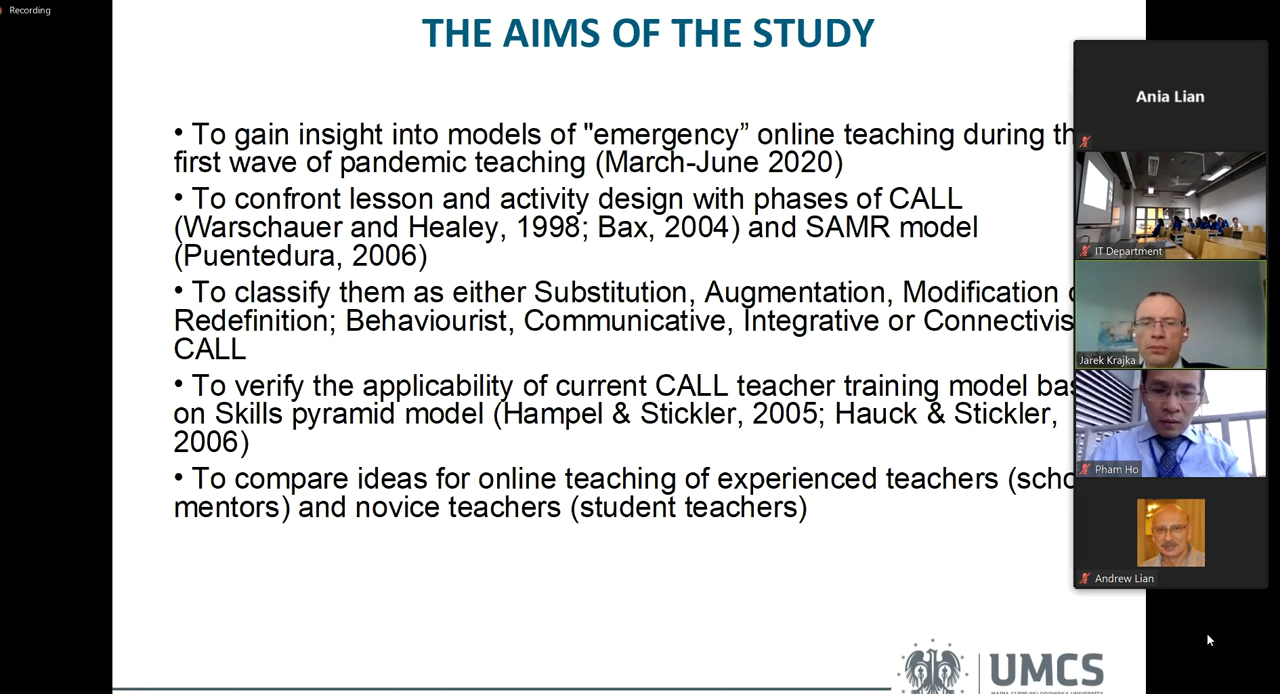 Recording
THE AIMS OF THE STUDY
• To gain insight into models of "emergency” online teaching during th
first wave of pandemic teaching (March-June 2020)
• To confront lesson and activity design with phases of CALL
(Warschauer and Healey, 1998; Bax, 2004) and SAMR model
(Puentedura, 2006)
• To classify them as either Substitution, Augmentation, Modification
Redefinition; Behaviourist, Communicative, Integrative or Connectivis
CALL
• To verify the applicability of current CALL teacher training model bas
on Skills pyramid model (Hampel & Stickler, 2005; Hauck & Stickler,
2006)
• To compare ideas for online teaching of experienced teachers (scho
mentors) and novice teachers (student teachers)
Ania Lian
IT Department
Jarek Krajka
Pham Ho
Andrew Lian
UMCS